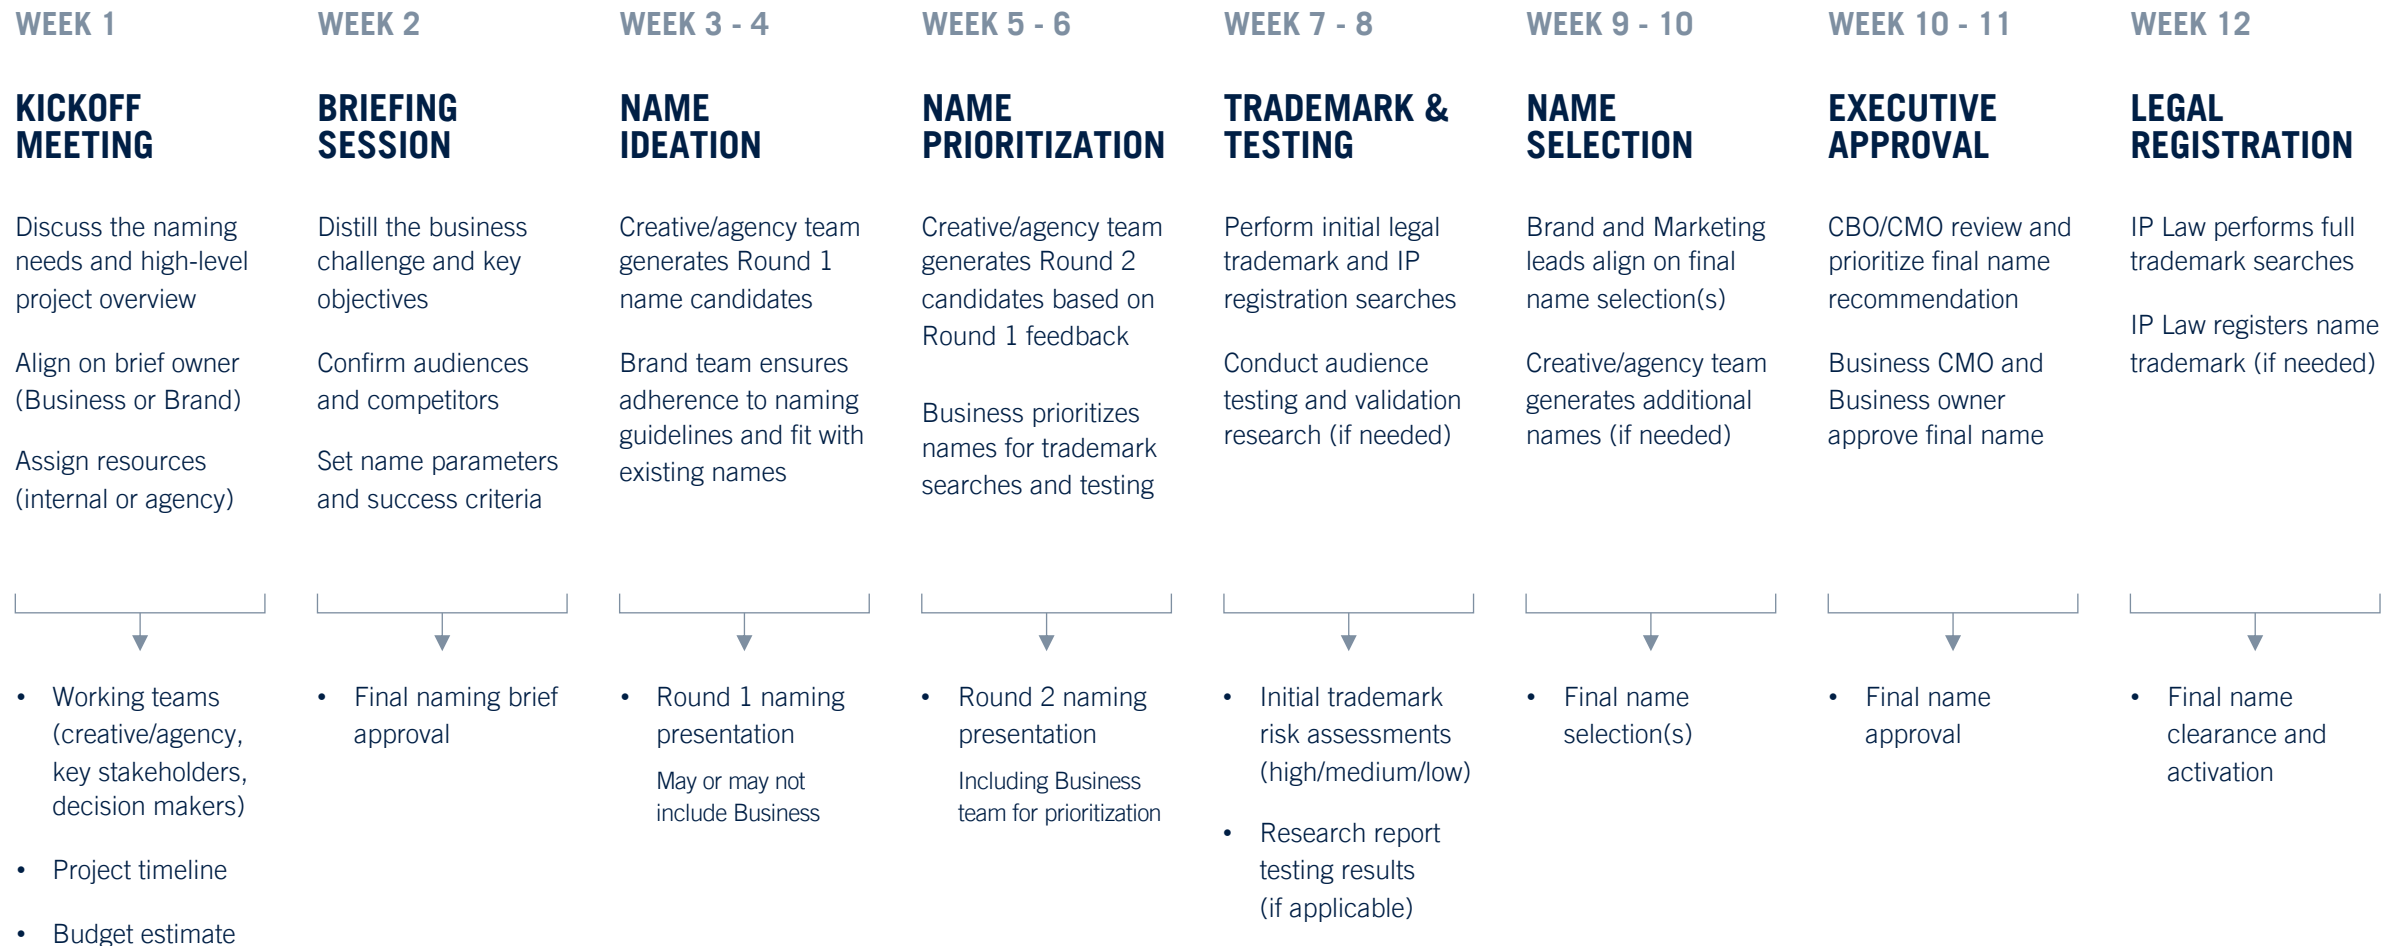 WEEK 1
KICKOFF
MEETING
Discuss the naming
needs and high-level
project overview
Align on brief owner
(Business or Brand)
Assign resources
(internal or agency)
• Working teams
(creative/agency,
key stakeholders,
decision makers)
• Project timeline
• Budget estimate
WEEK 2
BRIEFING
SESSION
Distill the business
challenge and key
objectives
Confirm audiences
and competitors
Set name parameters
and success criteria
• Final naming brief
approval
WEEK 3 - 4
NAME
IDEATION
Creative/agency team
generates Round 1
name candidates
Brand team ensures
adherence to naming
guidelines and fit with
existing names
• Round 1 naming
presentation
May or may not
include Business
WEEK 5 - 6
NAME
PRIORITIZATION
Creative/agency team
generates Round 2
candidates based on
Round 1 feedback
Business prioritizes
names for trademark
searches and testing
• Round 2 naming
presentation
Including Business
team for prioritization
WEEK 7 - 8
TRADEMARK &
TESTING
Perform initial legal
trademark and IP
registration searches
Conduct audience
testing and validation
research (if needed)
• Initial trademark
risk assessments
(high/medium/low)
• Research report
testing results
(if applicable)
WEEK 9 - 10
NAME
SELECTION
Brand and Marketing
leads align on final
name selection(s)
Creative/agency team
generates additional
names (if needed)
• Final name
selection(s)
WEEK 10 - 11
EXECUTIVE
APPROVAL
CBO/CMO review and
prioritize final name
recommendation
Business CMO and
Business owner
approve final name
• Final name
approval
WEEK 12
LEGAL
REGISTRATION
IP Law performs full
trademark searches
IP Law registers name
trademark (if needed)
• Final name
clearance and
activation